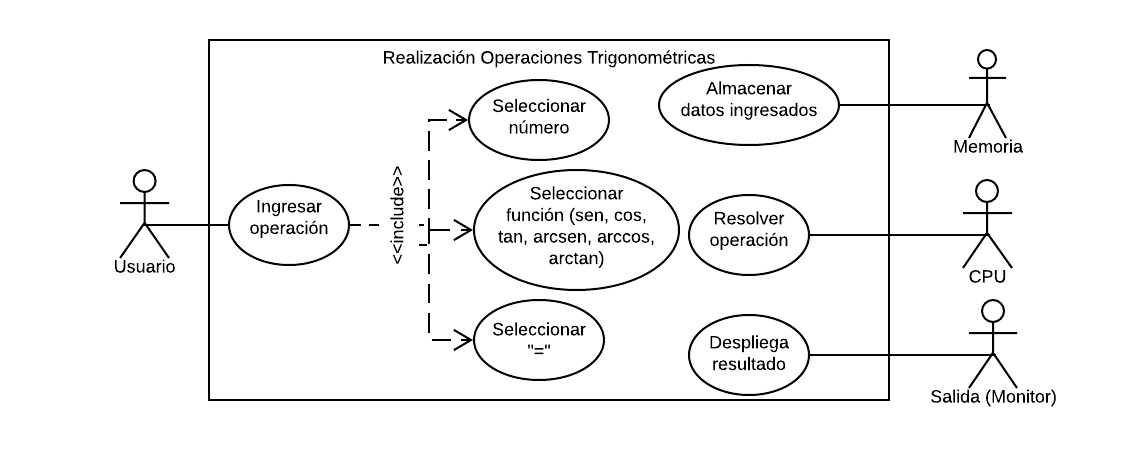 Realización Operaciones Trigonométricas
Usuario
Ingresar
operación
<<include>>
Seleccionar
número
Seleccionar
función (sen, cos,
tan, arcsen, arccos,
arctan)
Seleccionar
"="
Almacenar
datos ingresados
Resolver
operación
Despliega
resultado
Memoria
CPU
Salida (Monitor)